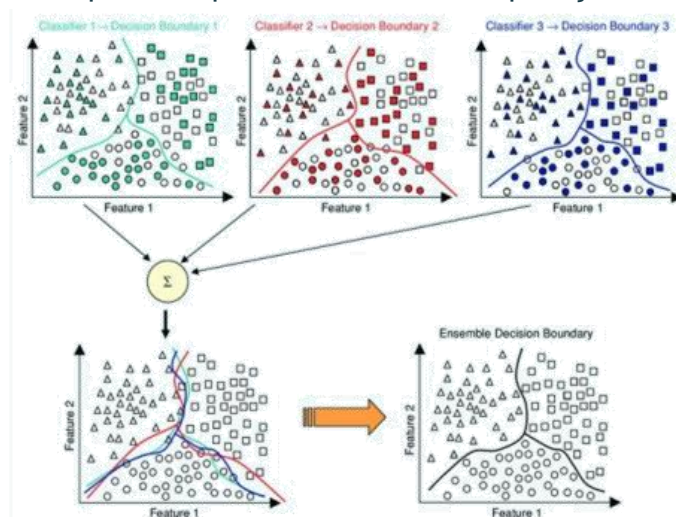 Classifier 1 → Decision Boundary 1
Classifier 2 → Decision Boundary 2
Classifier 3 → Decision Boundary 3
Feature 2
Feature 1
Feature 2
Feature 1
Feature 2
Feature 1
Σ
Ensemble Decision Boundary
Feature 2
Feature 1
Feature 2
Feature 1